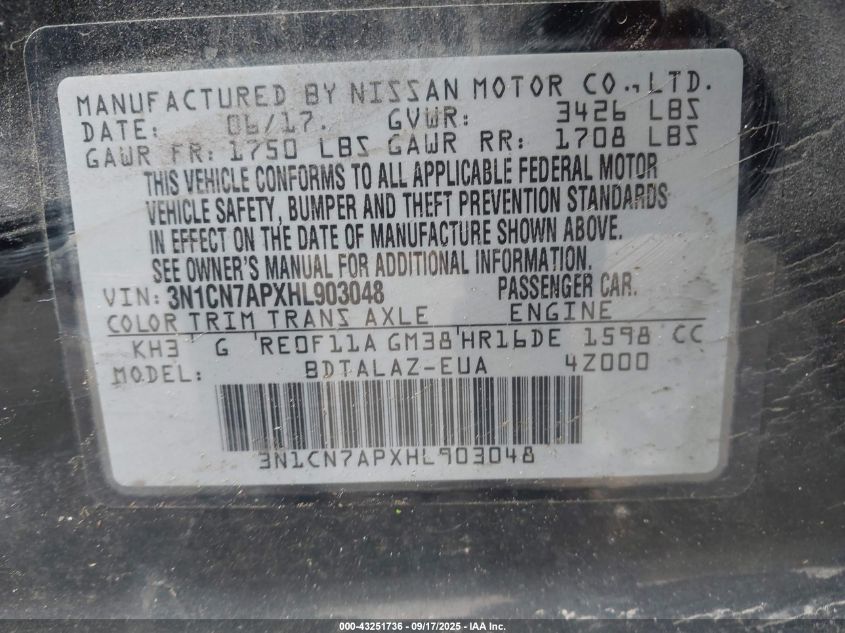 MANUFACTURED BY NISSAN MOTOR CO., LTD.
DATE: 06/17. GVWR: 3426 LBS
GAWR FR: 1750 LBS GAWR RR: 1708 LBS
THIS VEHICLE CONFORMS TO ALL APPLICABLE FEDERAL MOTOR
VEHICLE SAFETY, BUMPER AND THEFT PREVENTION STANDARDS
IN EFFECT ON THE DATE OF MANUFACTURE SHOWN ABOVE.
SEE OWNER'S MANUAL FOR ADDITIONAL INFORMATION.
VIN: 3N1CN7APXHL903048 PASSENGER CAR.
COLOR TRIM TRANS AXLE ENGINE
KH3 G RE0F11A GM38 HR16DE 1598 CC
MODEL: BDTALAZ-EUA 4Z000
3N1CN7APXHL903048
000-43251736 - 09/17/2025 - IAA Inc.